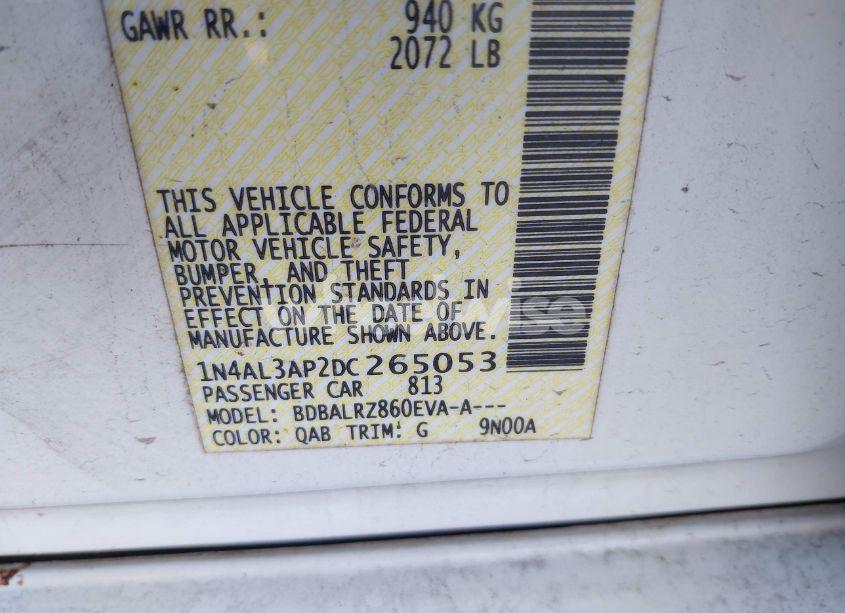 GAWR RR.: 940 KG
2072 LB
THIS VEHICLE CONFORMS TO
ALL APPLICABLE FEDERAL
MOTOR VEHICLE SAFETY,
BUMPER, AND THEFT
PREVENTION STANDARDS IN
EFFECT ON THE DATE OF
MANUFACTURE SHOWN ABOVE.
1N4AL3AP2DC265053
PASSENGER CAR 813
MODEL: BDBALRZ860EVA-A---
COLOR: QAB TRIM: G 9N00A